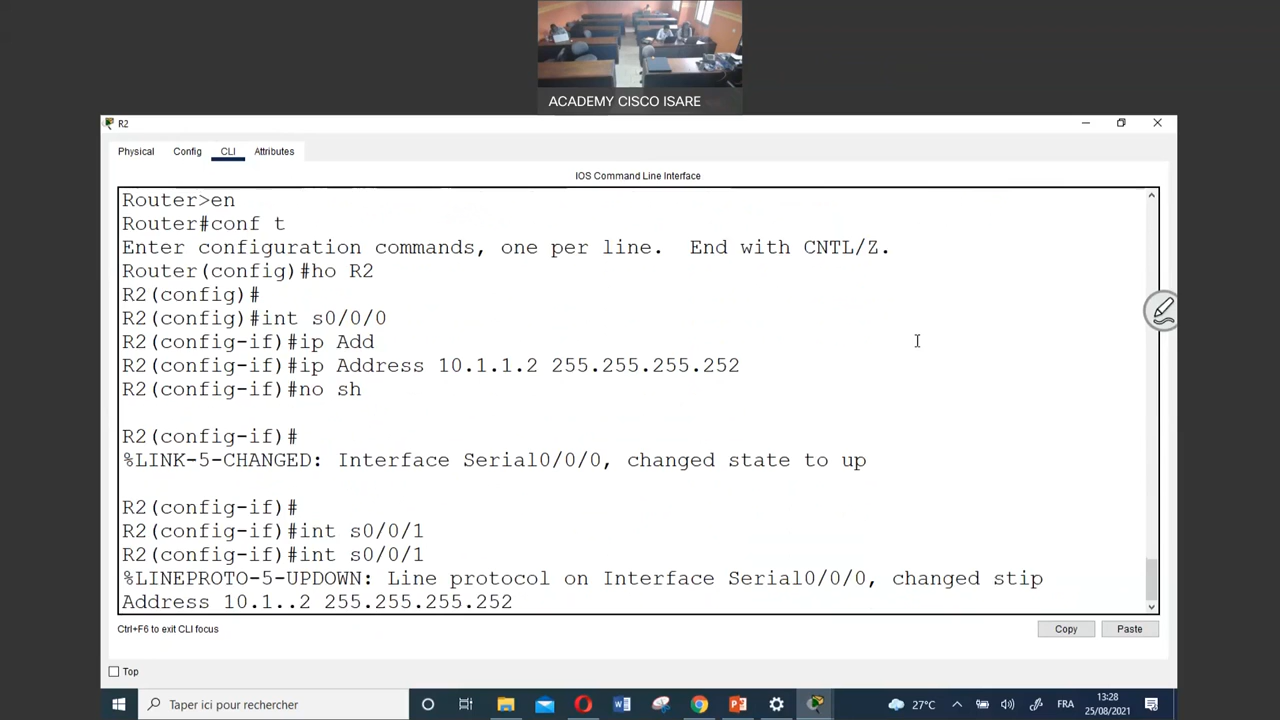 ACADEMY CISCO ISARE
R2
Physical Config CLI Attributes
IOS Command Line Interface
Router>en
Router#conf t
Enter configuration commands, one per line. End with CNTL/Z.
Router(config)#ho R2
R2(config)#
R2(config)#int s0/0/0
R2(config-if)#ip Add
R2(config-if)#ip Address 10.1.1.2 255.255.255.252
R2(config-if)#no sh
R2(config-if)#
%LINK-5-CHANGED: Interface Serial0/0/0, changed state to up
R2(config-if)#
R2(config-if)#int s0/0/1
R2(config-if)#int s0/0/1
%LINEPROTO-5-UPDOWN: Line protocol on Interface Serial0/0/0, changed stip
Address 10.1..2 255.255.255.252
Ctrl+F6 to exit CLI focus
Copy Paste
Top
Taper ici pour rechercher
27°C FRA 13:28
25/08/2021